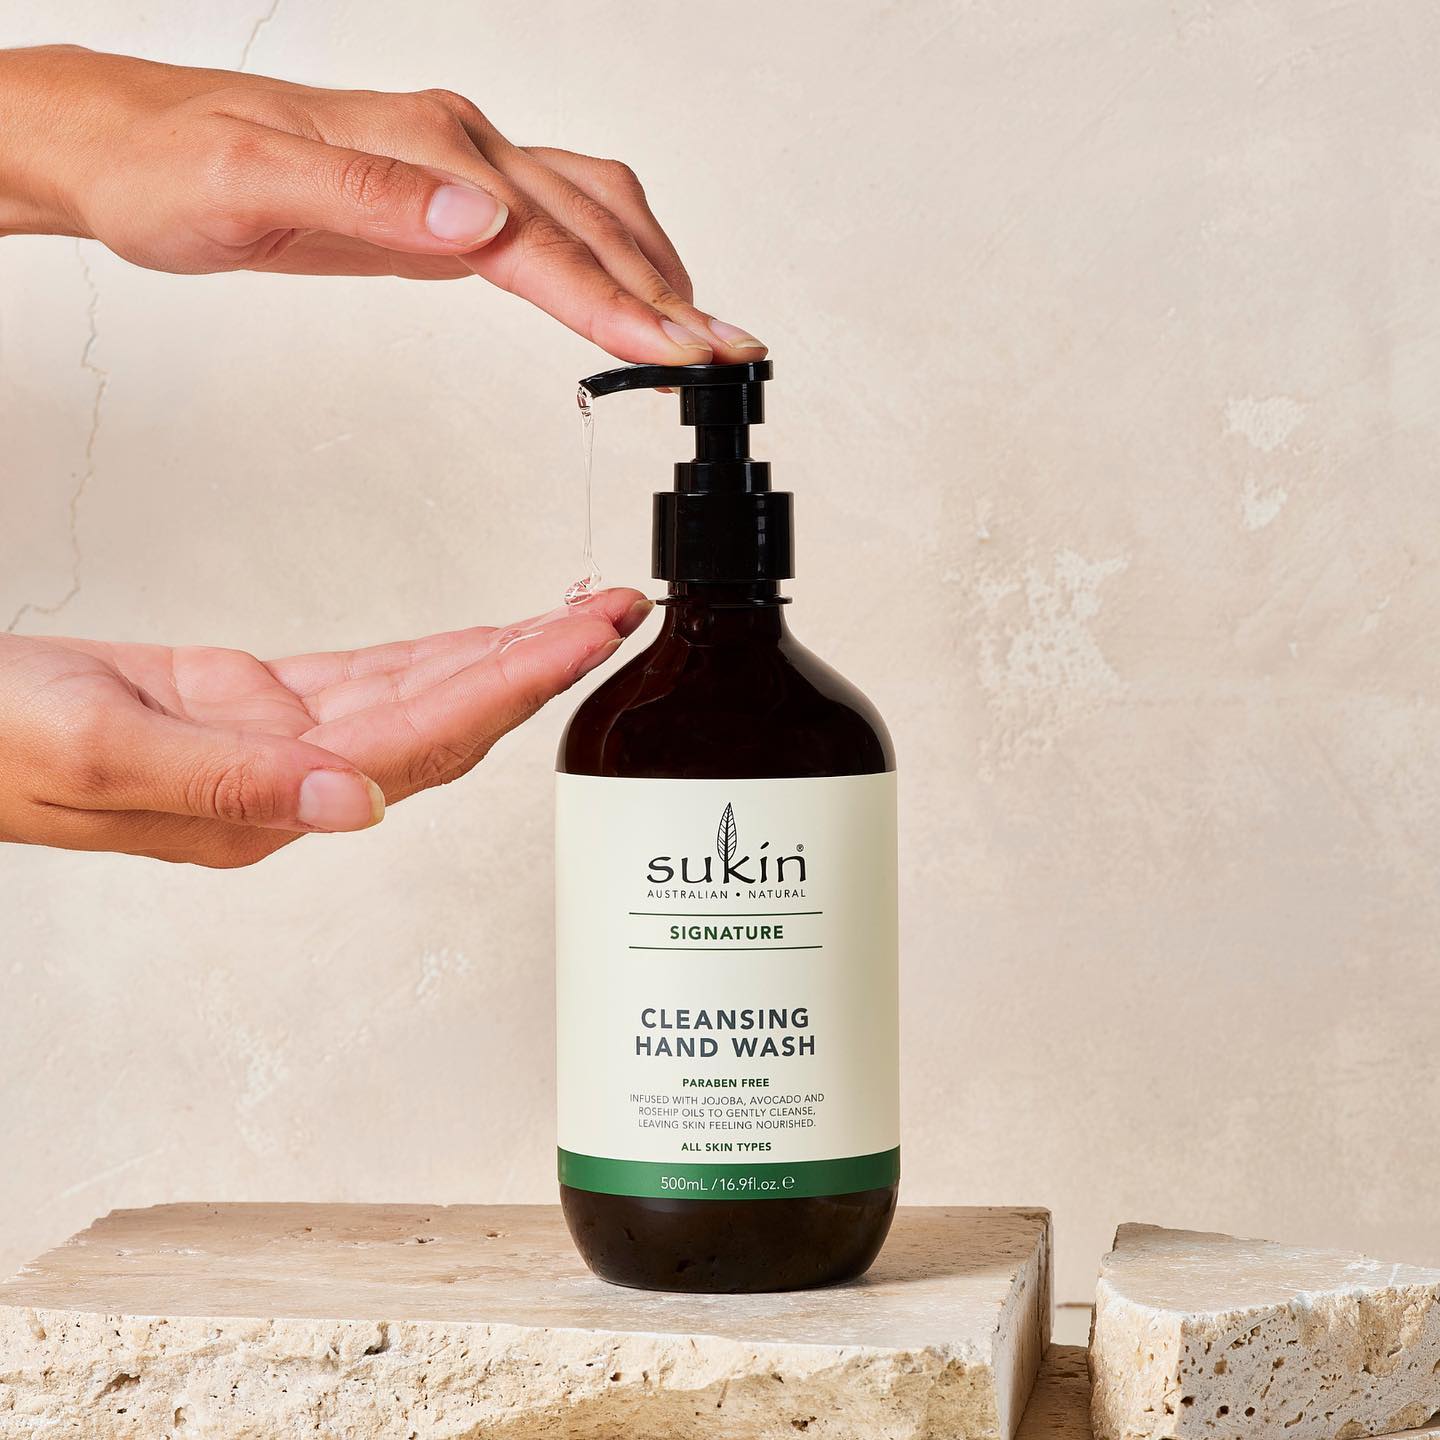 sukin®
AUSTRALIAN • NATURAL
SIGNATURE
CLEANSING
HAND WASH
PARABEN FREE
INFUSED WITH JOJOBA, AVOCADO AND
ROSEHIP OILS TO GENTLY CLEANSE,
LEAVING SKIN FEELING NOURISHED.
ALL SKIN TYPES
500mL / 16.9fl.oz. ℮